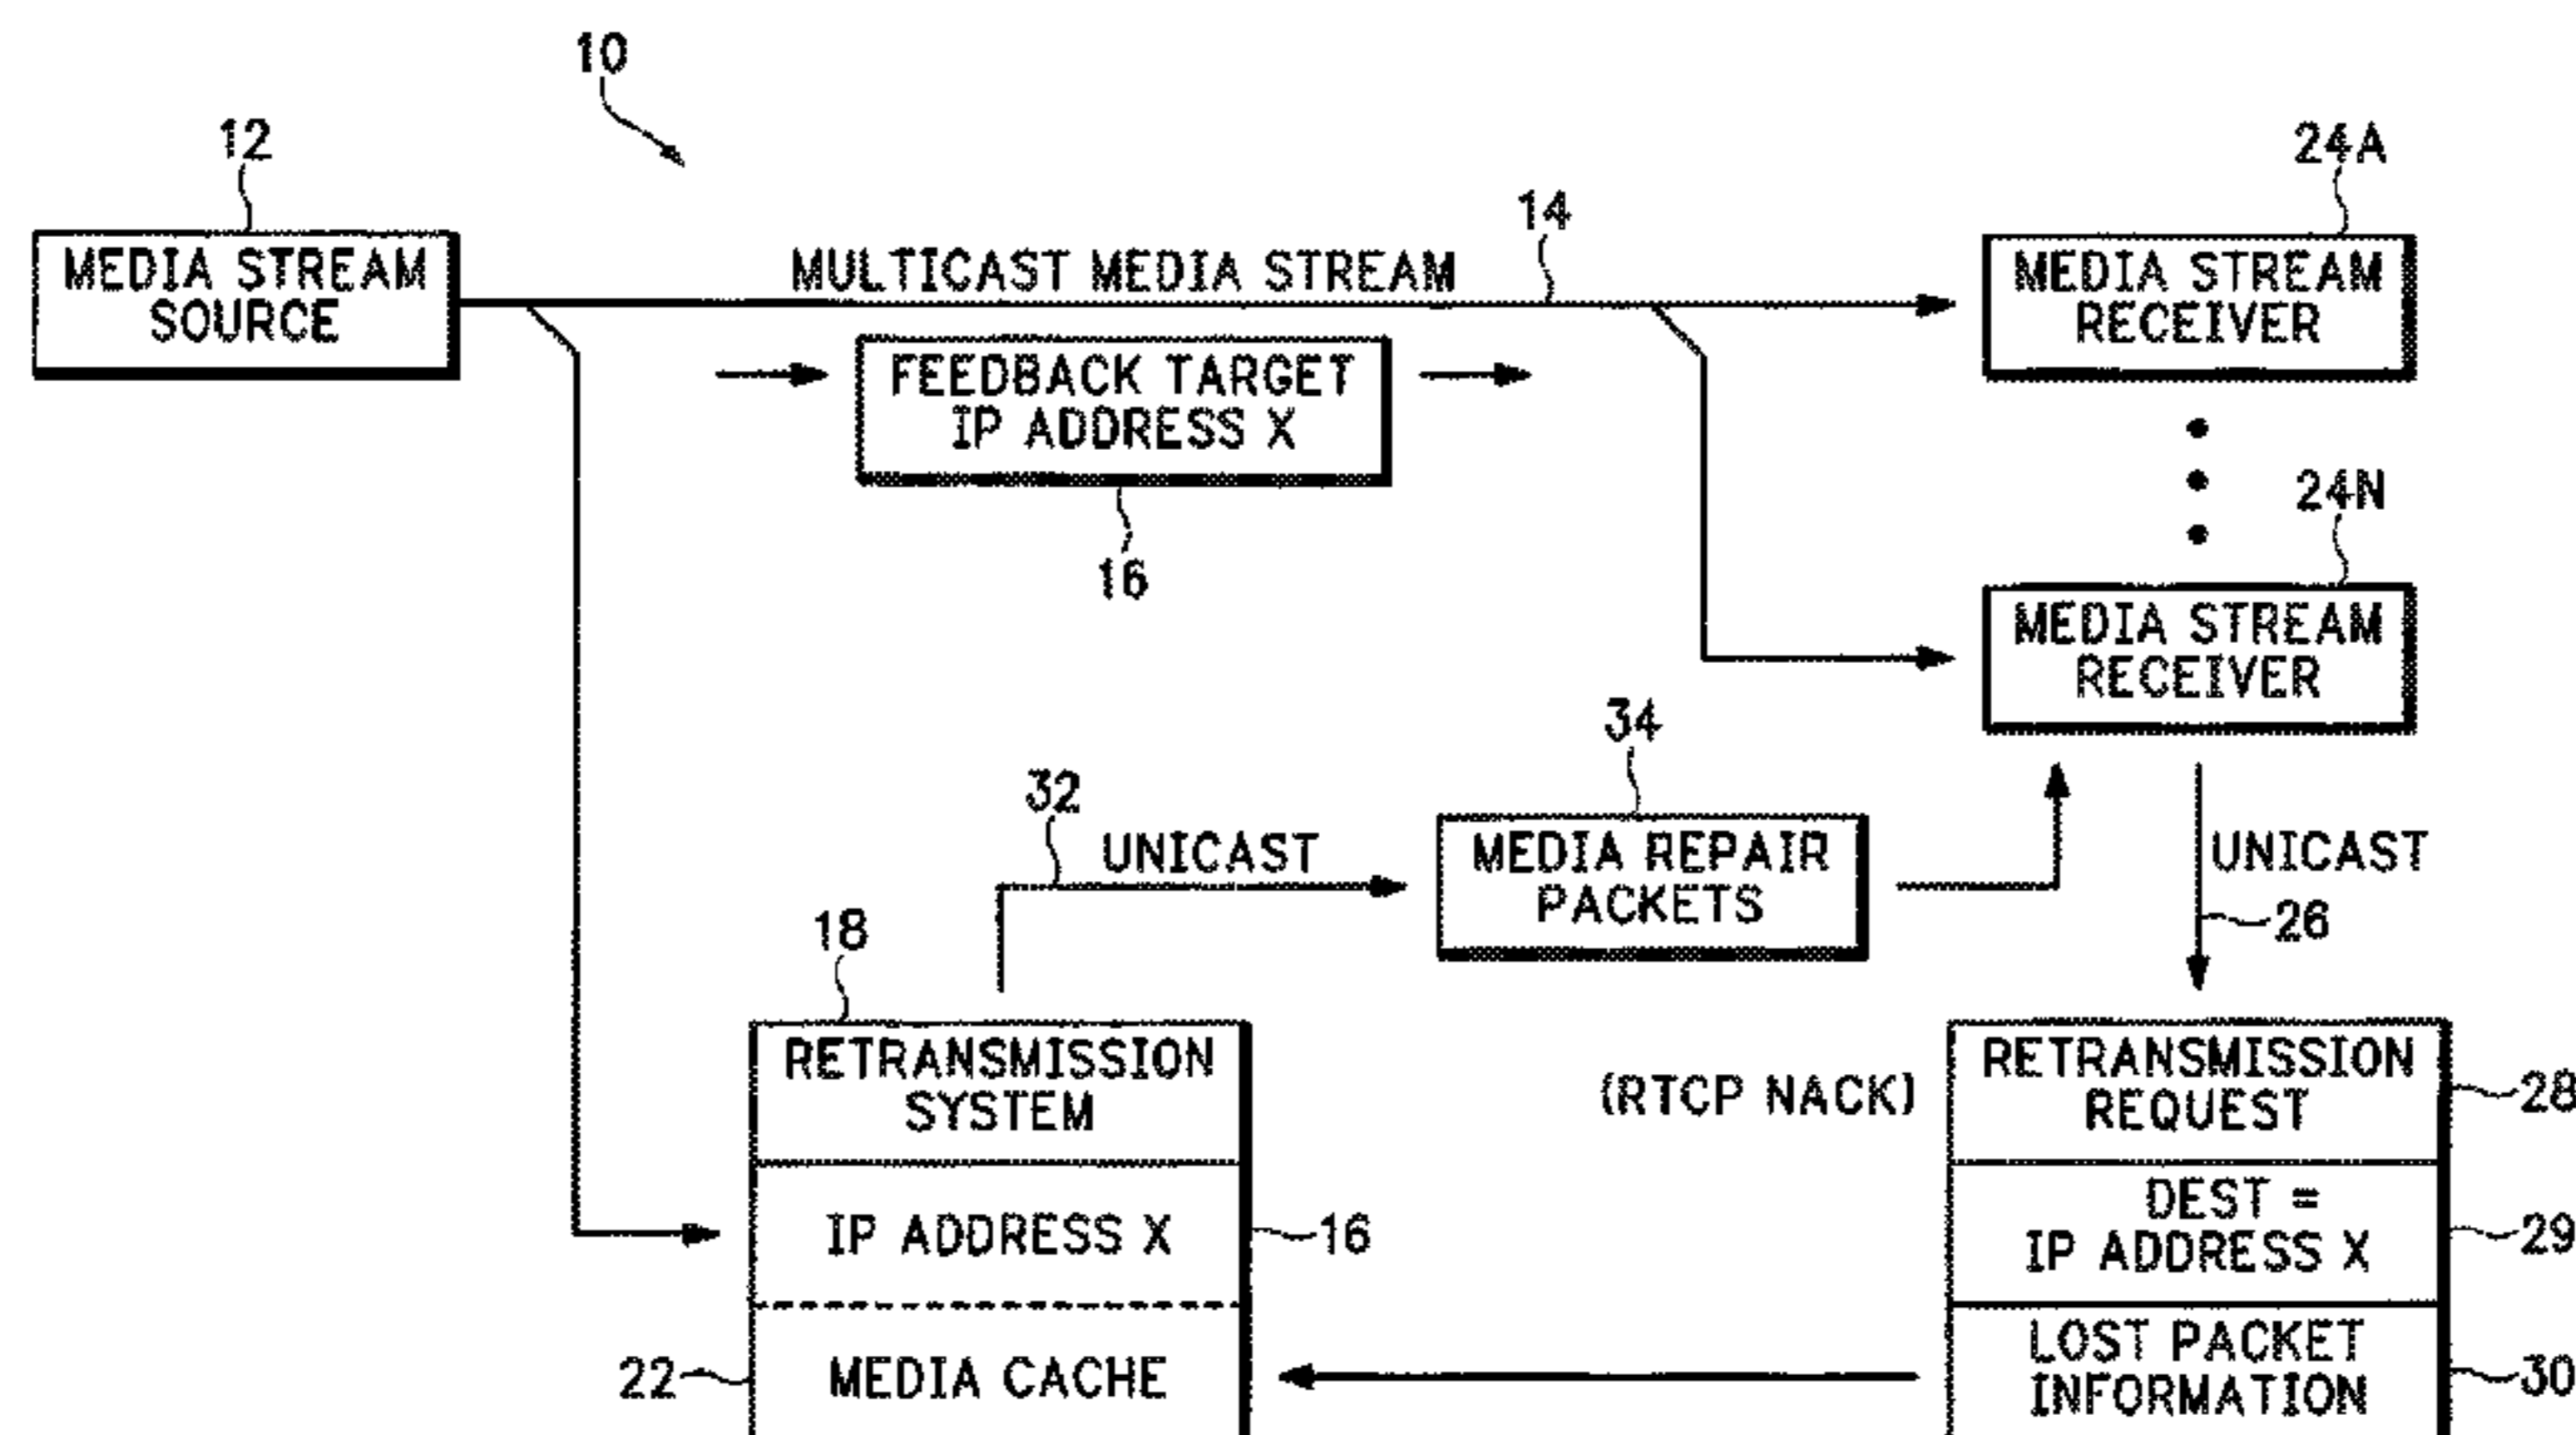 10
12
24A
14
MEDIA STREAM
SOURCE
MULTICAST MEDIA STREAM
MEDIA STREAM
RECEIVER
FEEDBACK TARGET
IP ADDRESS X
16
24N
MEDIA STREAM
RECEIVER
34
32
UNICAST
MEDIA REPAIR
PACKETS
UNICAST
26
18
RETRANSMISSION
SYSTEM
IP ADDRESS X
16
22
MEDIA CACHE
(RTCP NACK)
RETRANSMISSION
REQUEST
28
DEST =
IP ADDRESS X
29
LOST PACKET
INFORMATION
30